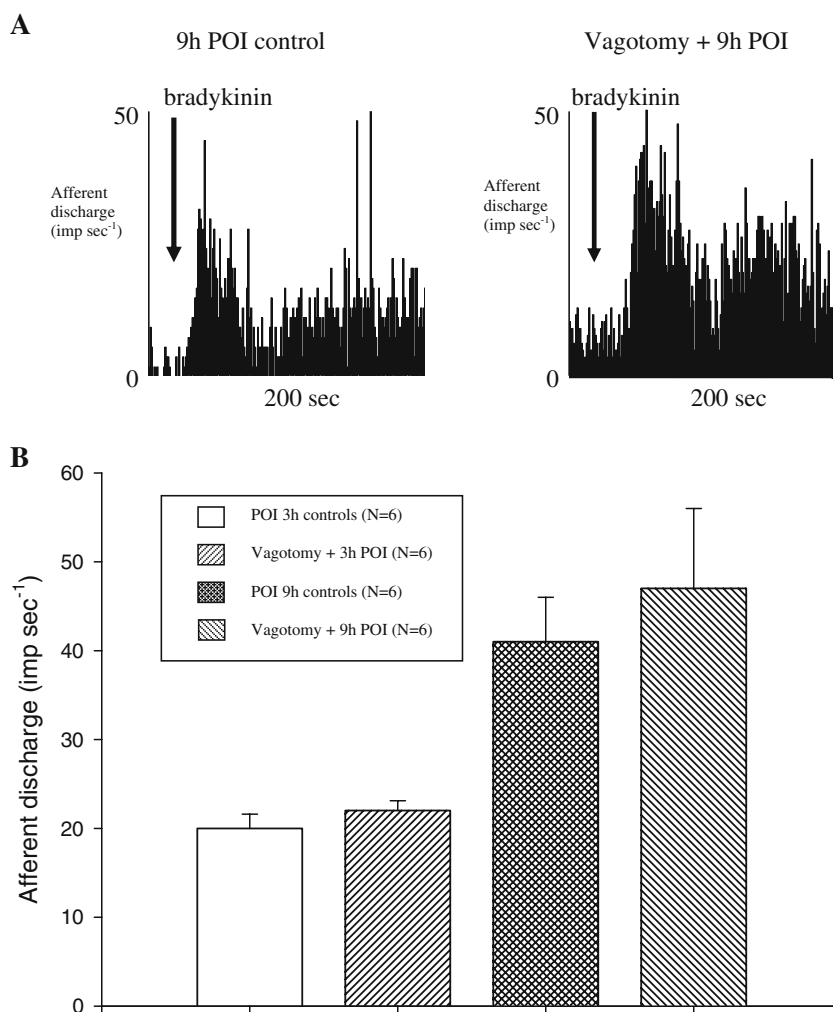 A
9h POI control
Vagotomy + 9h POI
bradykinin
50
Afferent
discharge
(imp sec⁻¹)
0
200 sec
bradykinin
50
Afferent
discharge
(imp sec⁻¹)
0
200 sec
B
60
50
40
30
20
10
0
Afferent discharge (imp sec⁻¹)
POI 3h controls (N=6)
Vagotomy + 3h POI (N=6)
POI 9h controls (N=6)
Vagotomy + 9h POI (N=6)